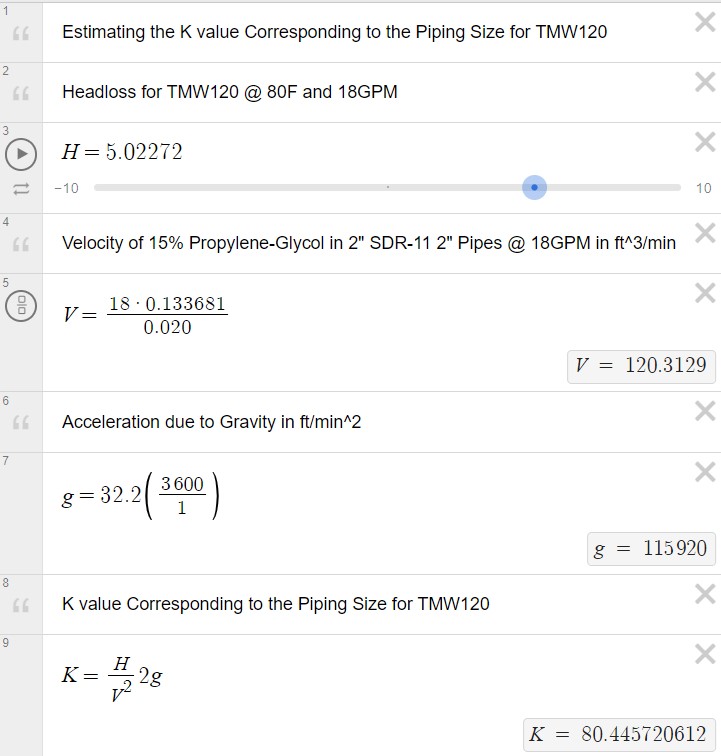 1
Estimating the K value Corresponding to the Piping Size for TMW120
2
Headloss for TMW120 @ 80F and 18GPM
3
H = 5.02272
−10
10
4
Velocity of 15% Propylene-Glycol in 2" SDR-11 2" Pipes @ 18GPM in ft^3/min
5
V = \frac{18 · 0.133681}{0.020}
V = 120.3129
6
Acceleration due to Gravity in ft/min^2
7
g = 32.2(\frac{3600}{1})
g = 115920
8
K value Corresponding to the Piping Size for TMW120
9
K = \frac{H}{V^2} 2g
K = 80.445720612